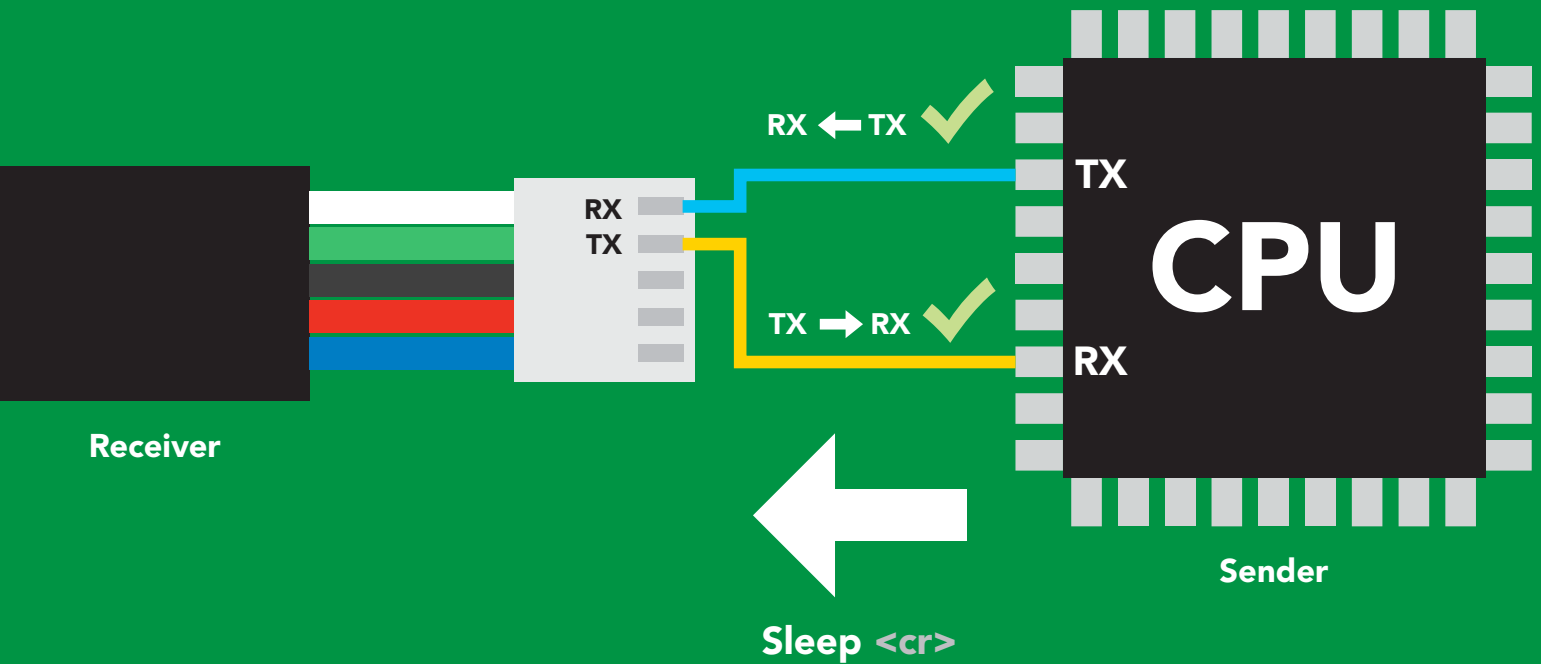 RX TX
TX
RX
TX
CPU
TX RX
RX
Receiver
Sender
Sleep <cr>